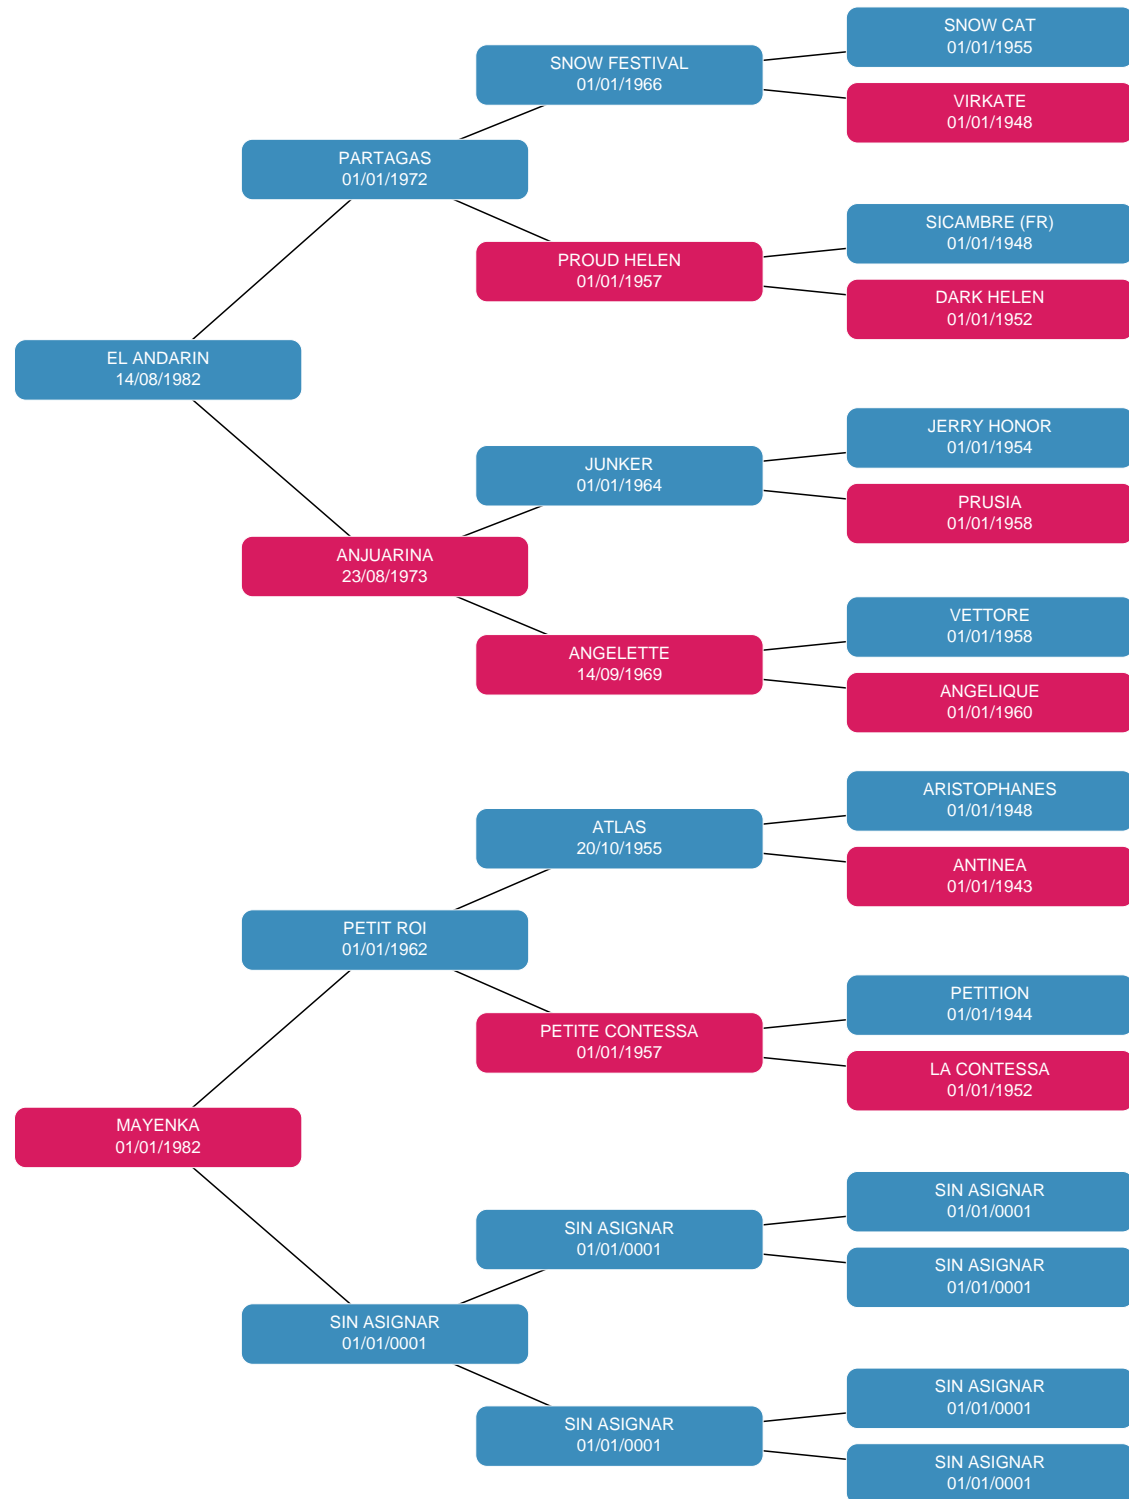 SNOW CAT
01/01/1955
SNOW FESTIVAL
01/01/1966
VIRKATE
01/01/1948
PARTAGAS
01/01/1972
SICAMBRE (FR)
01/01/1948
PROUD HELEN
01/01/1957
DARK HELEN
01/01/1952
EL ANDARIN
14/08/1982
JERRY HONOR
01/01/1954
JUNKER
01/01/1964
PRUSIA
01/01/1958
ANJUARINA
23/08/1973
VETTORE
01/01/1958
ANGELETTE
14/09/1969
ANGELIQUE
01/01/1960
ARISTOPHANES
01/01/1948
ATLAS
20/10/1955
ANTINEA
01/01/1943
PETIT ROI
01/01/1962
PETITION
01/01/1944
PETITE CONTESSA
01/01/1957
LA CONTESSA
01/01/1952
MAYENKA
01/01/1982
SIN ASIGNAR
01/01/0001
SIN ASIGNAR
01/01/0001
SIN ASIGNAR
01/01/0001
SIN ASIGNAR
01/01/0001
SIN ASIGNAR
01/01/0001
SIN ASIGNAR
01/01/0001
SIN ASIGNAR
01/01/0001